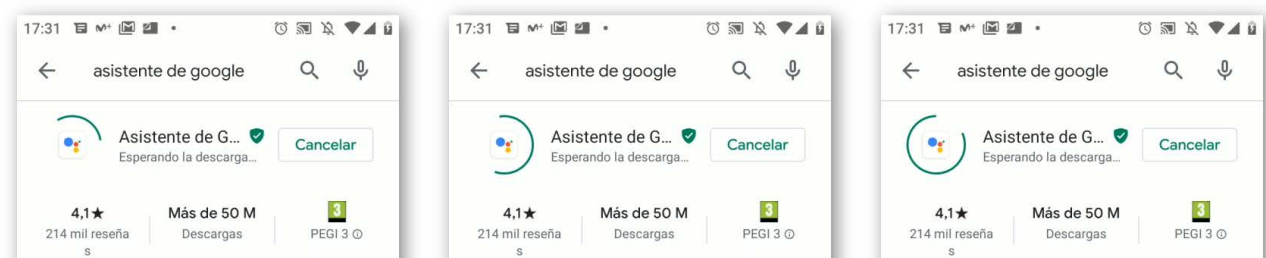 17:31
asistente de google
Asistente de G...
Esperando la descarga...
Cancelar
4,1★
214 mil reseña
s
Más de 50 M
Descargas
3
PEGI 3
17:31
asistente de google
Asistente de G...
Esperando la descarga...
Cancelar
4,1★
214 mil reseña
s
Más de 50 M
Descargas
3
PEGI 3
17:31
asistente de google
Asistente de G...
Esperando la descarga...
Cancelar
4,1★
214 mil reseña
s
Más de 50 M
Descargas
3
PEGI 3